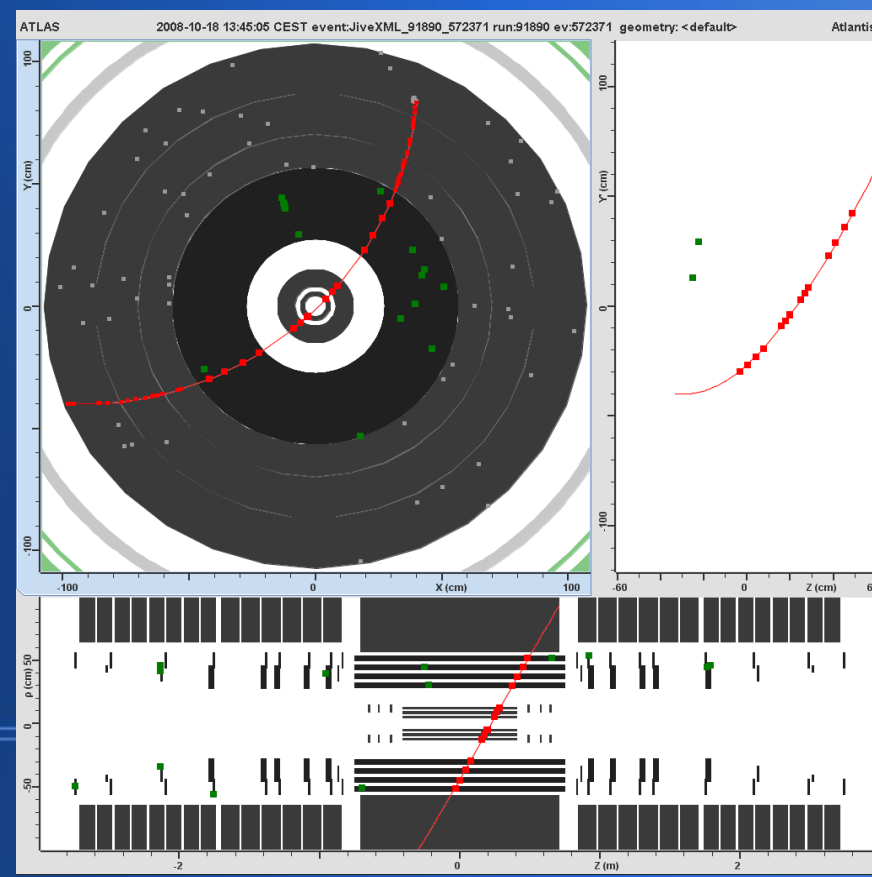 ATLAS 2008-10-18 13:45:05 CEST event:JiveXML_91890_572371 run:91890 ev:572371 geometry: <default> Atlantis
100
Y (cm)
0
-100
-100 0 X (cm) 100
100
Y' (cm)
0
-100
-60 0 Z (cm) 6
50
ρ (cm)
0
-50
-2 0 Z (m) 2